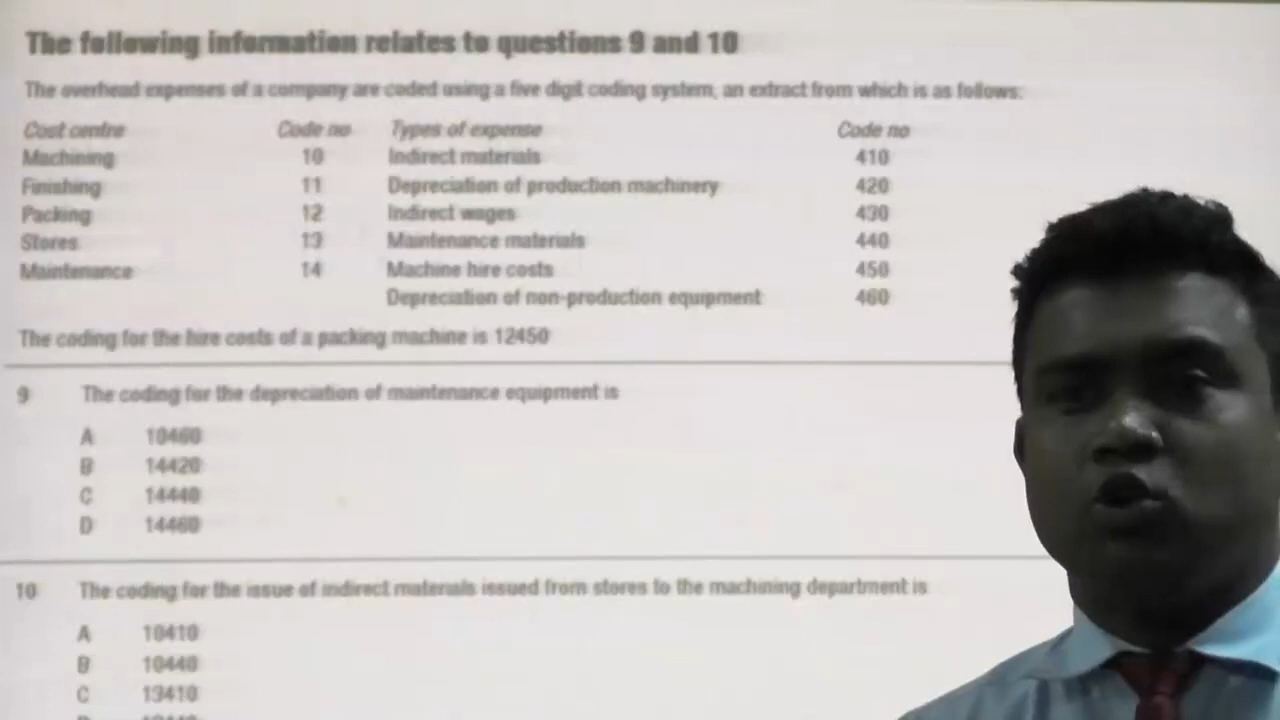 The following information relates to questions 9 and 10
The overhead expenses of a company are coded using a five digit coding system, an extract from which is as follows:
Cost centre Code no Types of expense Code no
Machining 10 Indirect materials 410
Finishing 11 Depreciation of production machinery 420
Packing 12 Indirect wages 430
Stores 13 Maintenance materials 440
Maintenance 14 Machine hire costs 450
Depreciation of non-production equipment 460
The coding for the hire costs of a packing machine is 12450
9 The coding for the depreciation of maintenance equipment is
A 10460
B 14420
C 14440
D 14460
10 The coding for the issue of indirect materials issued from stores to the machining department is
A 10410
B 10440
C 13410